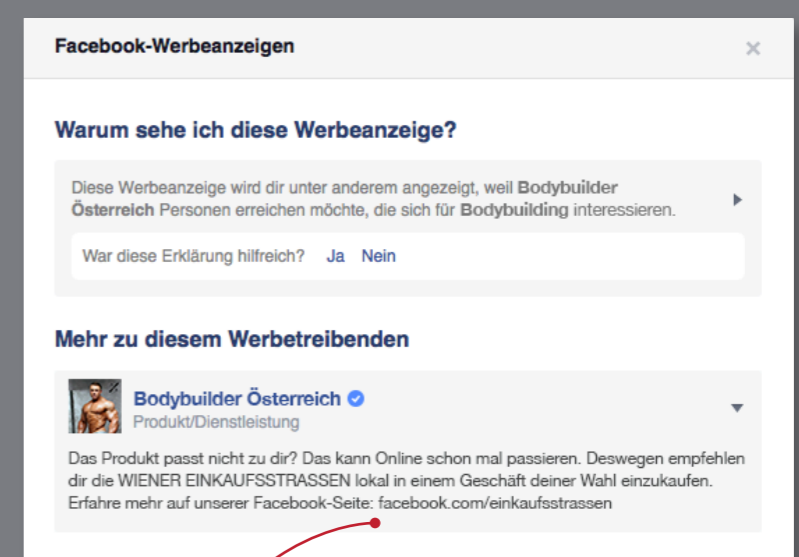 Facebook-Werbeanzeigen
Warum sehe ich diese Werbeanzeige?
Diese Werbeanzeige wird dir unter anderem angezeigt, weil Bodybuilder
Österreich Personen erreichen möchte, die sich für Bodybuilding interessieren.
War diese Erklärung hilfreich? Ja Nein
Mehr zu diesem Werbetreibenden
Bodybuilder Österreich
Produkt/Dienstleistung
Das Produkt passt nicht zu dir? Das kann Online schon mal passieren. Deswegen empfehlen
dir die WIENER EINKAUFSSTRASSEN lokal in einem Geschäft deiner Wahl einzukaufen.
Erfahre mehr auf unserer Facebook-Seite: facebook.com/einkaufsstrassen